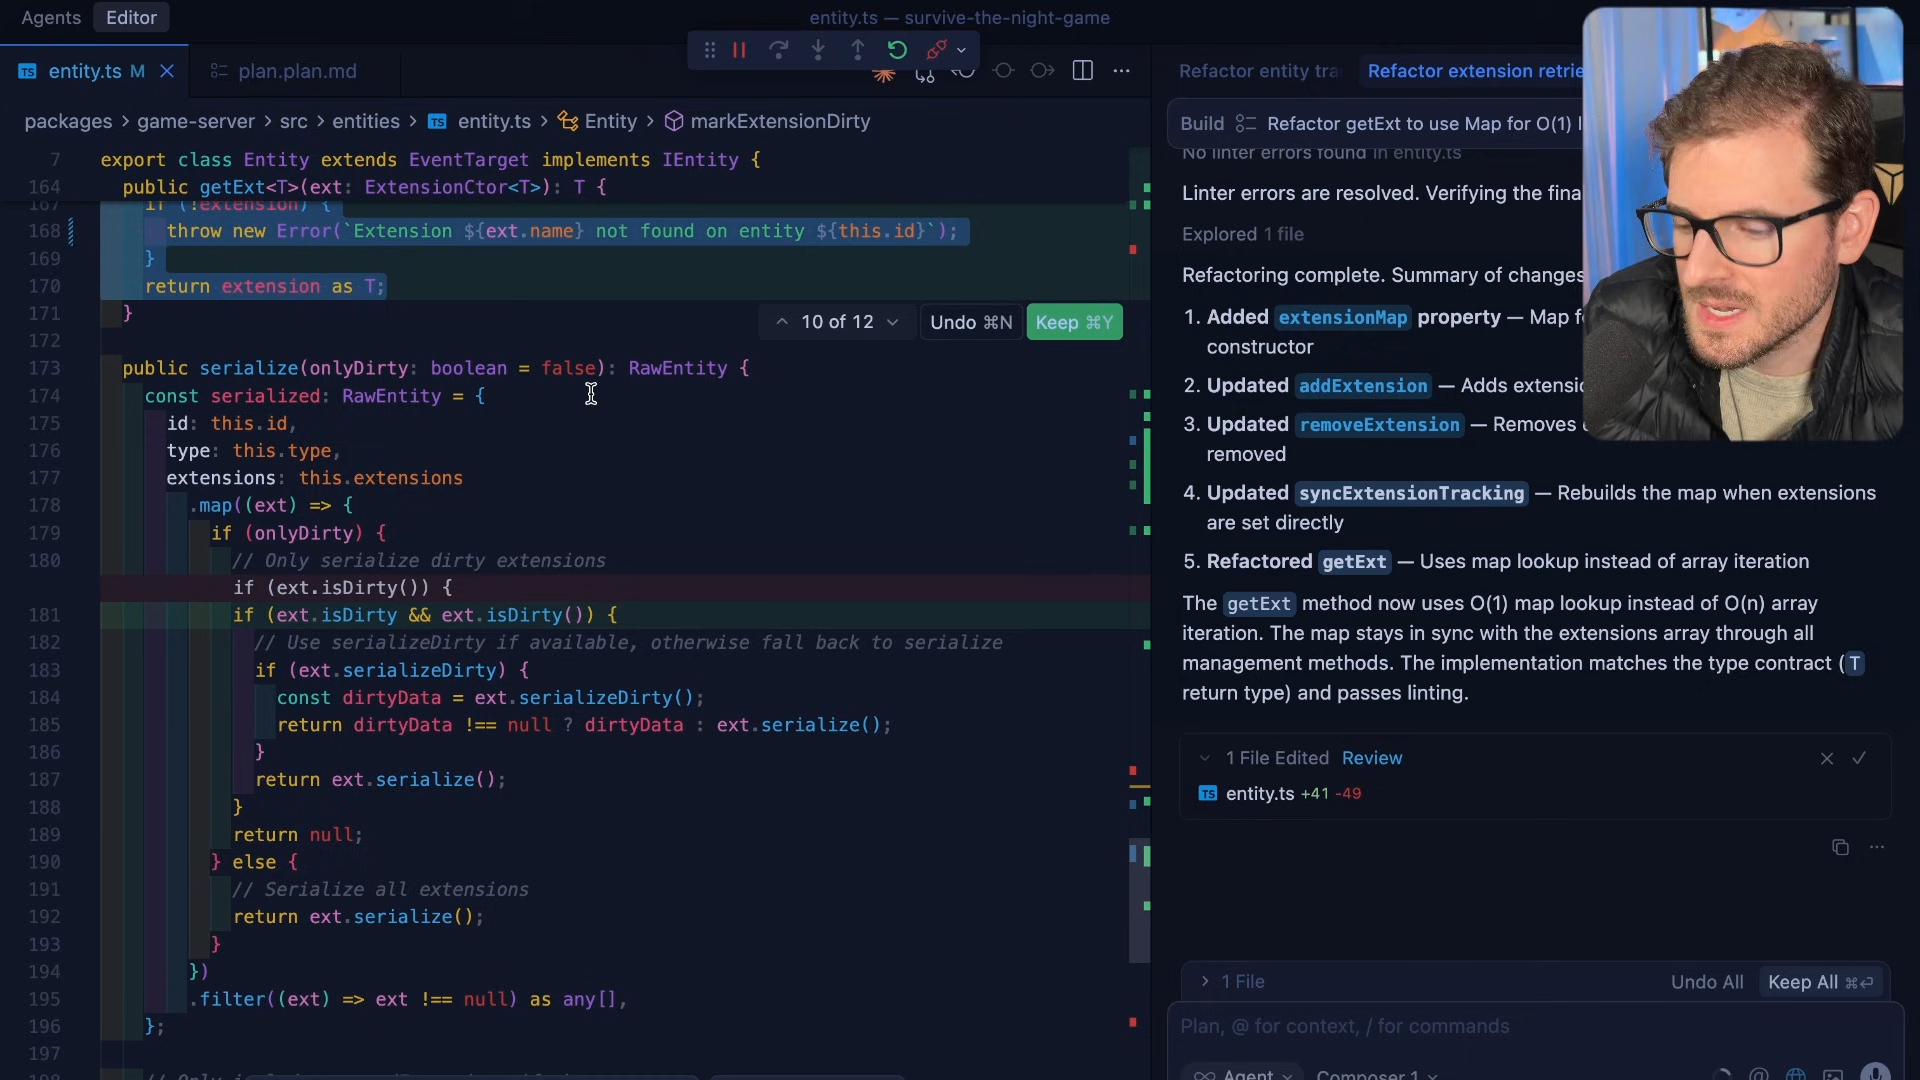 Agents Editor
entity.ts — survive-the-night-game
TS entity.ts M
plan.plan.md
packages > game-server > src > entities > TS entity.ts > Entity > markExtensionDirty
7 export class Entity extends EventTarget implements IEntity {
164 public getExt<T>(ext: ExtensionCtor<T>): T {
167 if (!extension) {
168 throw new Error(`Extension ${ext.name} not found on entity ${this.id}`);
169 }
170 return extension as T;
171 }
10 of 12 Undo ⌘N Keep ⌘Y
172
173 public serialize(onlyDirty: boolean = false): RawEntity {
174 const serialized: RawEntity = {
175 id: this.id,
176 type: this.type,
177 extensions: this.extensions
178 .map((ext) => {
179 if (onlyDirty) {
180 // Only serialize dirty extensions
if (ext.isDirty()) {
181 if (ext.isDirty && ext.isDirty()) {
182 // Use serializeDirty if available, otherwise fall back to serialize
183 if (ext.serializeDirty) {
184 const dirtyData = ext.serializeDirty();
185 return dirtyData !== null ? dirtyData : ext.serialize();
186 }
187 return ext.serialize();
188 }
189 return null;
190 } else {
191 // Serialize all extensions
192 return ext.serialize();
193 }
194 })
195 .filter((ext) => ext !== null) as any[],
196 };
197
Refactor entity tra
Refactor extension retrie
Build Refactor getExt to use Map for O(1) l
No linter errors found in entity.ts
Linter errors are resolved. Verifying the fina
Explored 1 file
Refactoring complete. Summary of changes
1. Added extensionMap property — Map f
constructor
2. Updated addExtension — Adds extensio
3. Updated removeExtension — Removes
removed
4. Updated syncExtensionTracking — Rebuilds the map when extensions
are set directly
5. Refactored getExt — Uses map lookup instead of array iteration
The getExt method now uses O(1) map lookup instead of O(n) array
iteration. The map stays in sync with the extensions array through all
management methods. The implementation matches the type contract (T
return type) and passes linting.
1 File Edited Review
TS entity.ts +41 -49
1 File Undo All Keep All ⌘⏎
Plan, @ for context, / for commands
Agent Composer 1